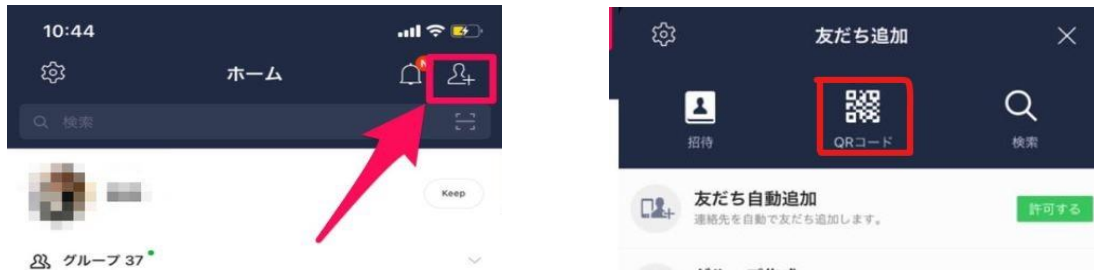 10:44
ホーム
検索
Keep
グループ 37
友だち追加
招待
QRコード
検索
友だち自動追加
連絡先を自動で友だち追加します。
許可する